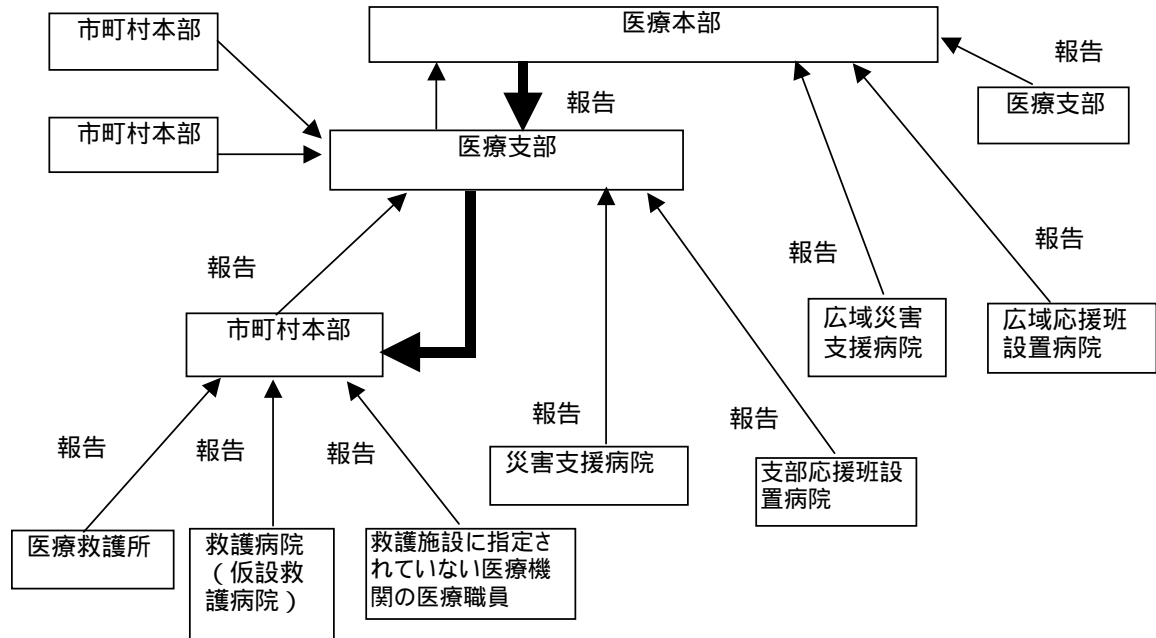 市町村本部
医療本部
報告
医療支部
報告
市町村本部
医療支部
報告
報告
報告
市町村本部
広域災害
支援病院
広域応援班
設置病院
報告
報告
報告
報告
報告
災害支援病院
支部応援班設
置病院
医療救護所
救護病院
(仮設救
護病院)
救護施設に指定さ
れていない医療機
関の医療職員